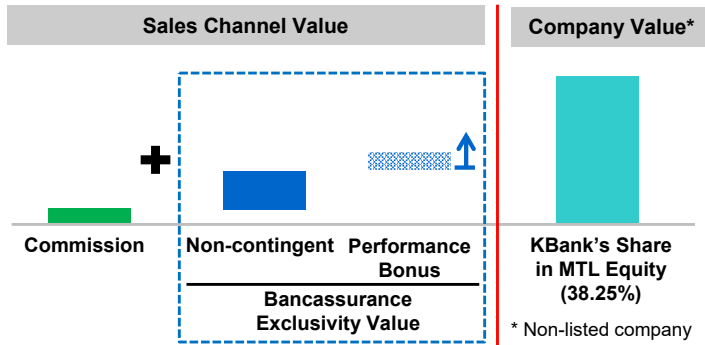 Sales Channel Value
Company Value*
Commission
Non-contingent
Performance
Bonus
Bancassurance
Exclusivity Value
KBank's Share
in MTL Equity
(38.25%)
* Non-listed company